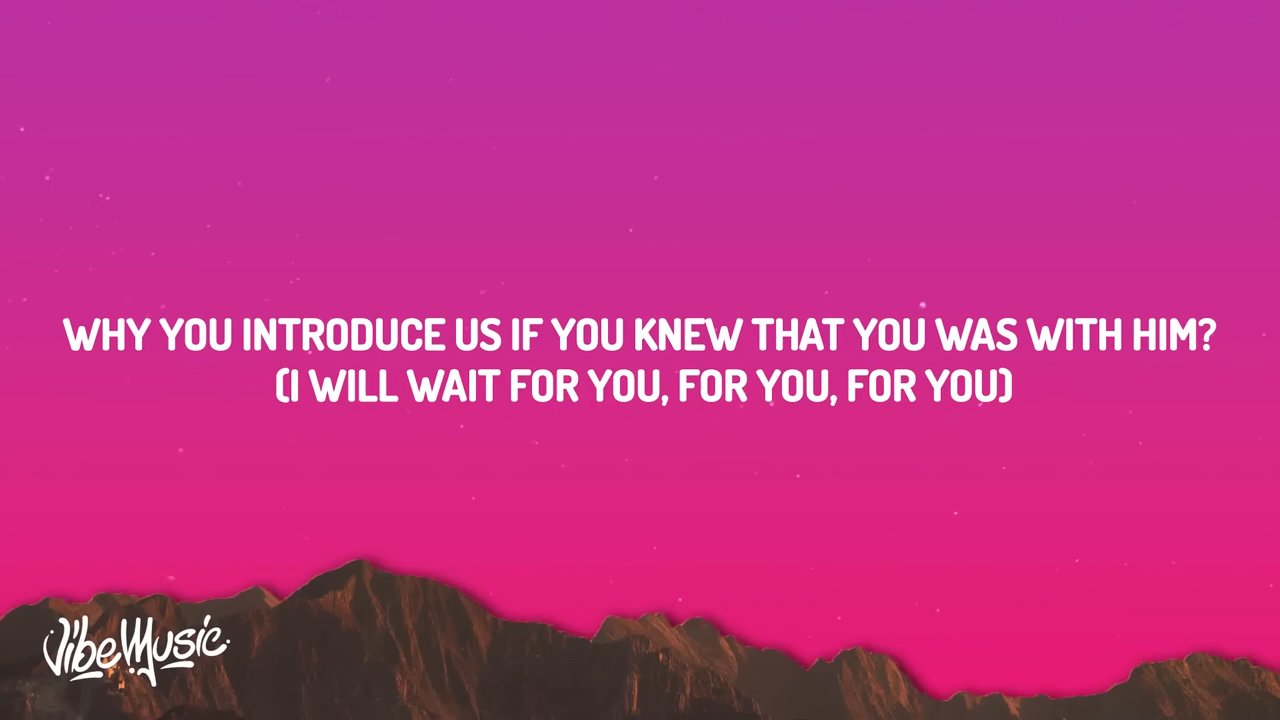 WHY YOU INTRODUCE US IF YOU KNEW THAT YOU WAS WITH HIM?
(I WILL WAIT FOR YOU, FOR YOU, FOR YOU)
VibeMusic